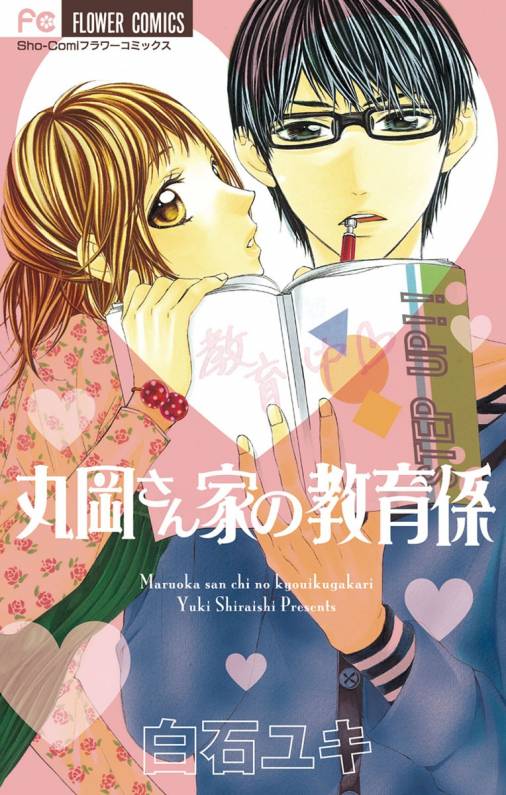 FC FLOWER COMICS
Sho-Comiフラワーコミックス
教育中♡
STEP UP!!
丸岡さん家の教育係
Maruoka san chi no kyouikugakari
Yuki Shiraishi Presents
白石ユキ